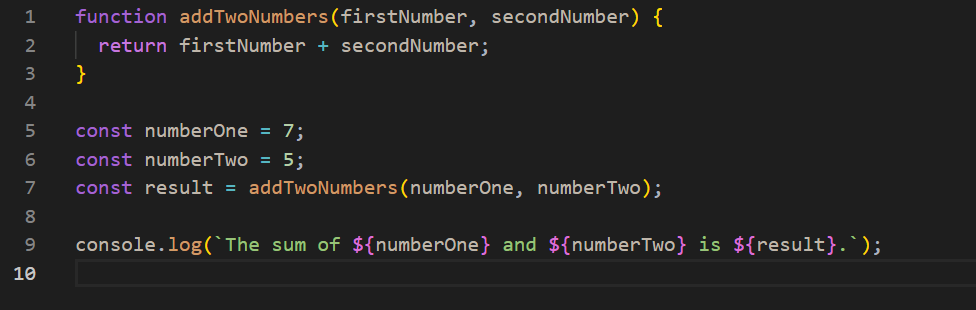 1 function addTwoNumbers(firstNumber, secondNumber) {
2   return firstNumber + secondNumber;
3 }
4
5 const numberOne = 7;
6 const numberTwo = 5;
7 const result = addTwoNumbers(numberOne, numberTwo);
8
9 console.log(`The sum of ${numberOne} and ${numberTwo} is ${result}.`);
10